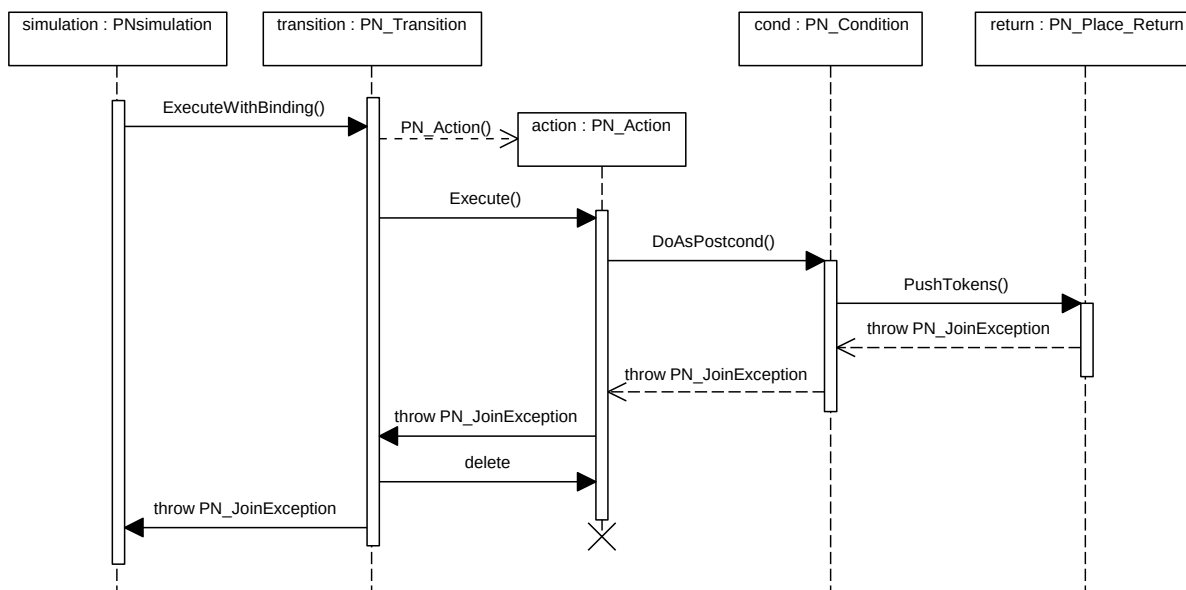 simulation : PNsimulation
transition : PN_Transition
cond : PN_Condition
return : PN_Place_Return
ExecuteWithBinding()
PN_Action()
action : PN_Action
Execute()
DoAsPostcond()
PushTokens()
throw PN_JoinException
throw PN_JoinException
throw PN_JoinException
delete
throw PN_JoinException